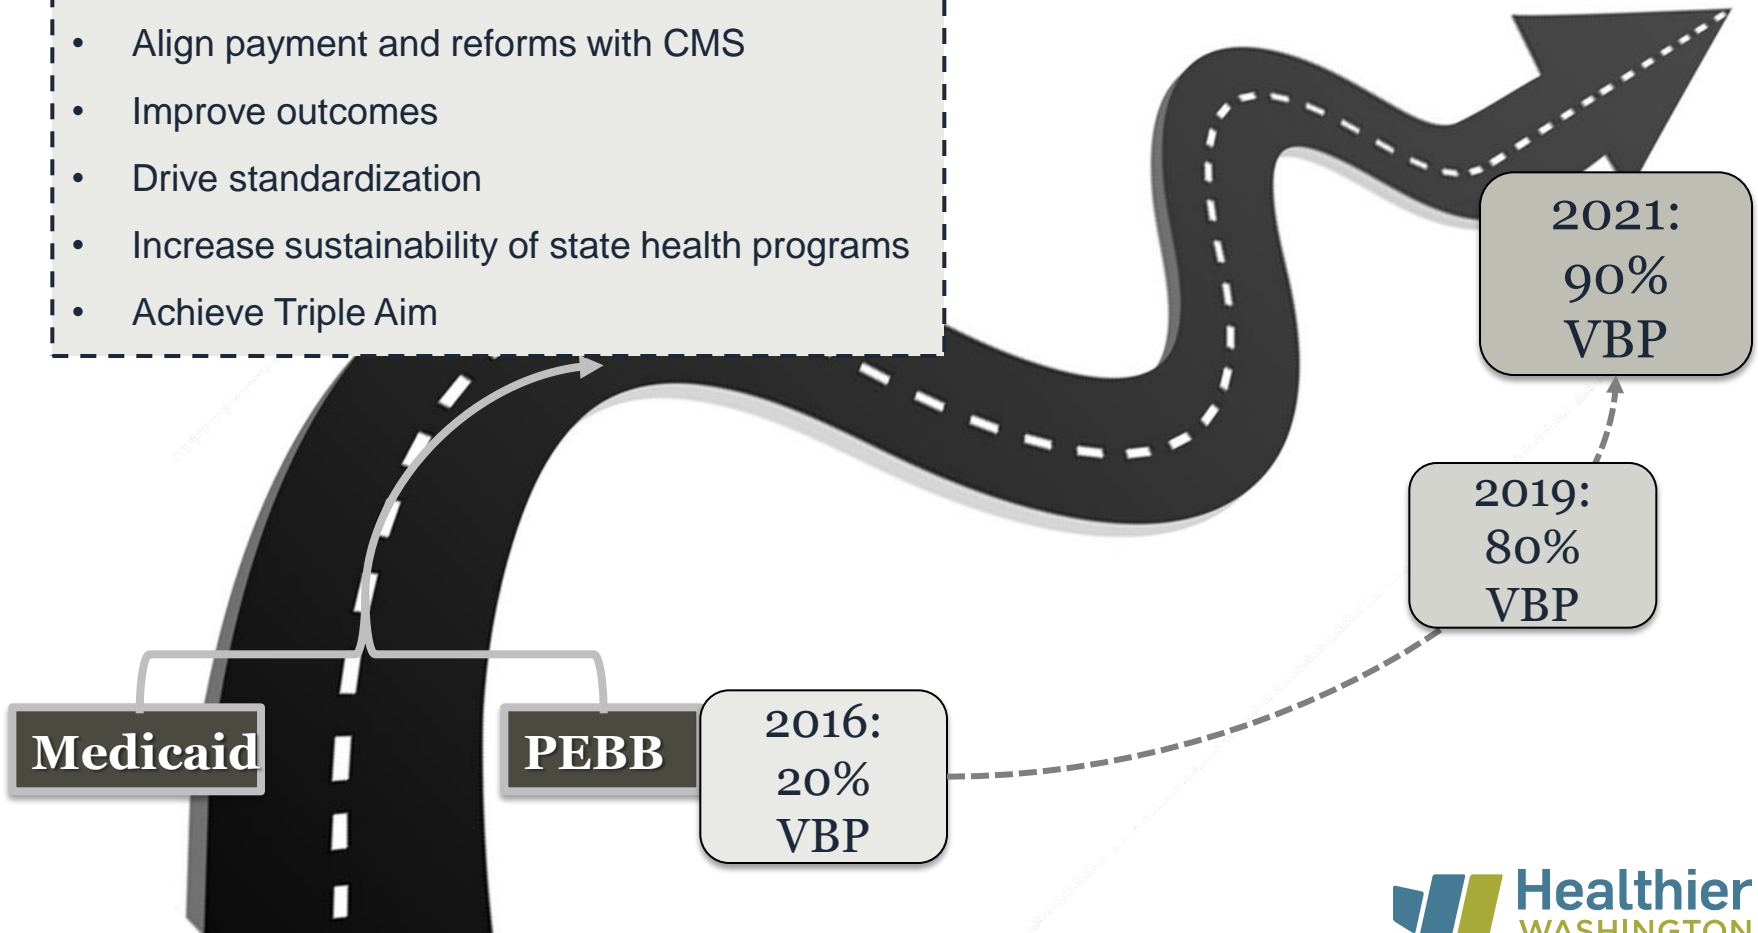 • Align payment and reforms with CMS
• Improve outcomes
• Drive standardization
• Increase sustainability of state health programs
• Achieve Triple Aim
2021:
90%
VBP
2019:
80%
VBP
Medicaid
PEBB
2016:
20%
VBP
Healthier
WASHINGTON